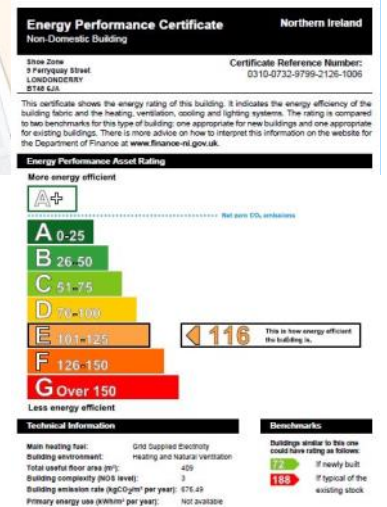 Energy Performance Certificate
Northern Ireland
Non-Domestic Building
Shoe Zone
9 Ferryquay Street
LONDONDERRY
BT48 6JA
Certificate Reference Number:
0310-0732-9799-2126-1006
This certificate shows the energy rating of this building. It indicates the energy efficiency of the
building fabric and the heating, ventilation, cooling and lighting systems. The rating is compared
to two benchmarks for this type of building: one appropriate for new buildings and one appropriate
for existing buildings. There is more advice on how to interpret this information on the website for
the Department of Finance at www.finance-ni.gov.uk.
Energy Performance Asset Rating
More energy efficient
A+
Net zero CO₂ emissions
A 0-25
B 26-50
C 51-75
D 76-100
E 101-125
116
This is how energy efficient
the building is.
F 126-150
G Over 150
Less energy efficient
Technical Information
Main heating fuel: Grid Supplied Electricity
Building environment: Heating and Natural Ventilation
Total useful floor area (m²): 409
Building complexity (NOS level): 3
Building emission rate (kgCO₂/m² per year): 676.49
Primary energy use (kWh/m² per year): Not available
Benchmarks
Buildings similar to this one
could have rating as follows:
72 If newly built
188 If typical of the
existing stock